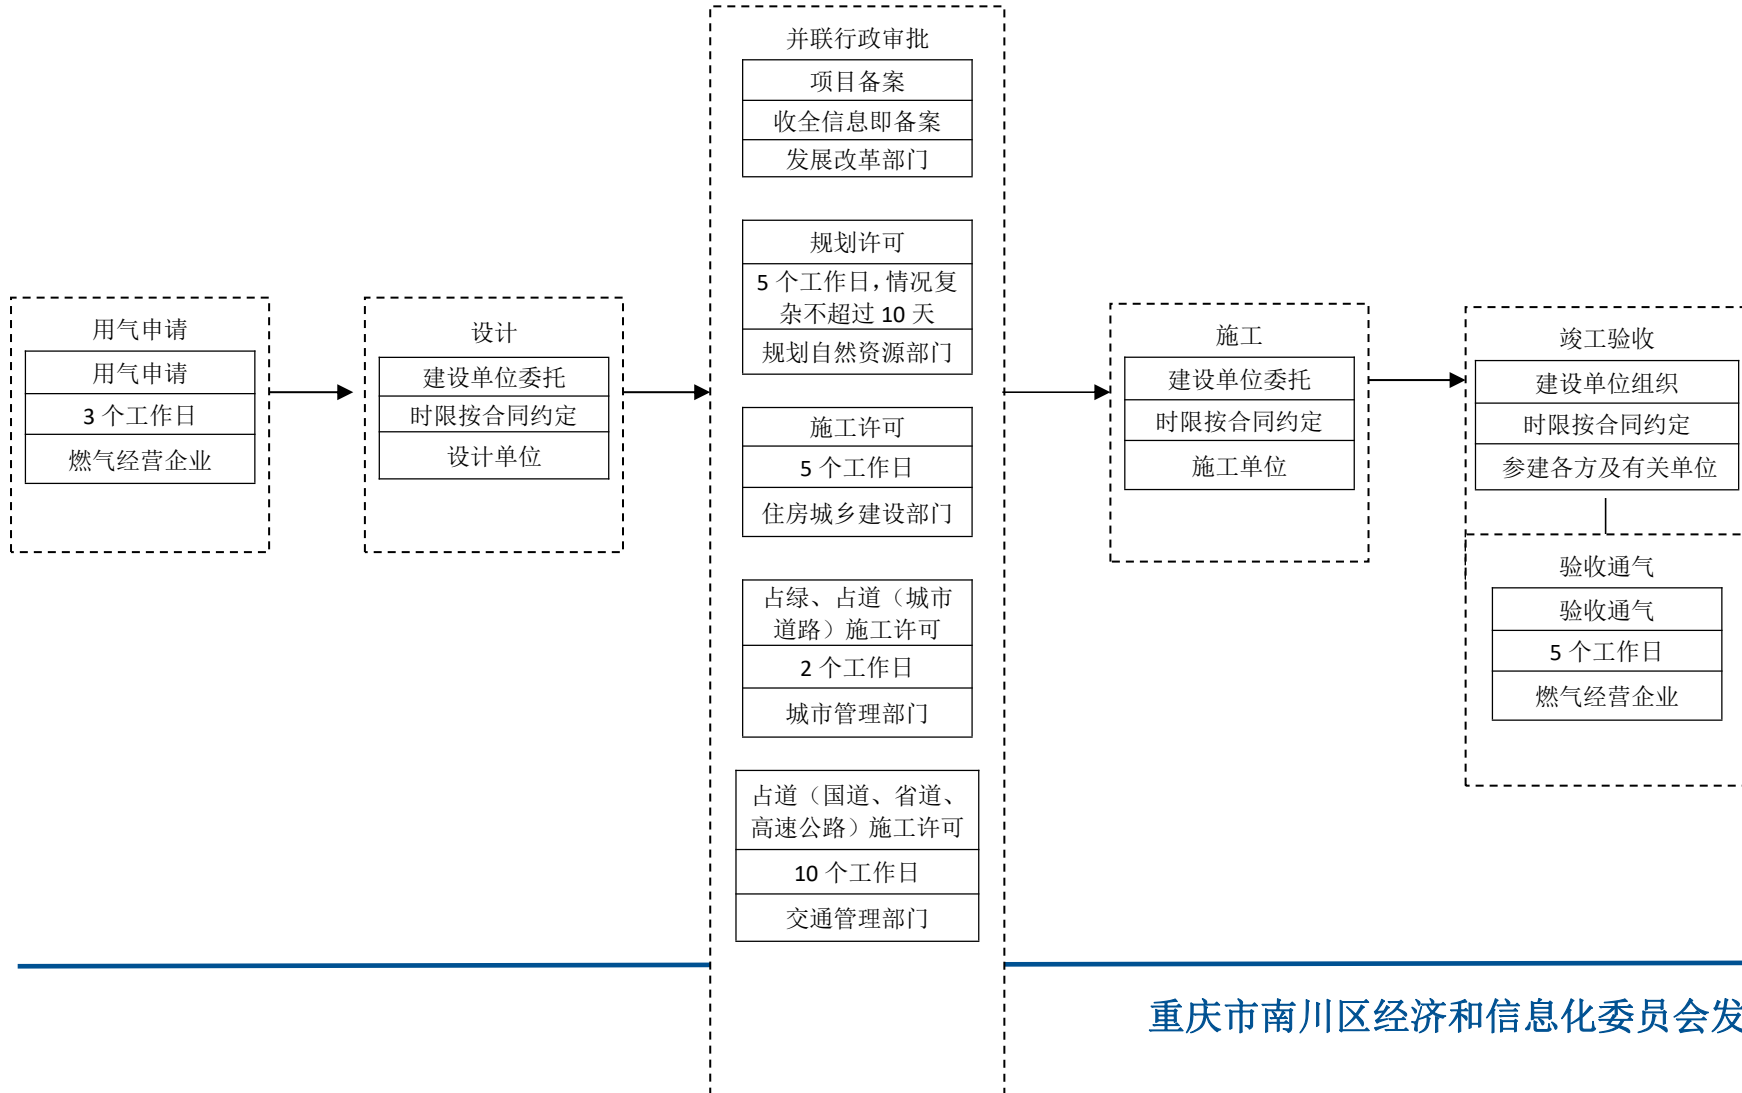 用气申请
用气申请
3 个工作日
燃气经营企业
设计
建设单位委托
时限按合同约定
设计单位
并联行政审批
项目备案
收全信息即备案
发展改革部门
规划许可
5 个工作日，情况复
杂不超过 10 天
规划自然资源部门
施工许可
5 个工作日
住房城乡建设部门
占绿、占道（城市
道路）施工许可
2 个工作日
城市管理部门
占道（国道、省道、
高速公路）施工许可
10 个工作日
交通管理部门
施工
建设单位委托
时限按合同约定
施工单位
竣工验收
建设单位组织
时限按合同约定
参建各方及有关单位
验收通气
验收通气
5 个工作日
燃气经营企业
重庆市南川区经济和信息化委员会发